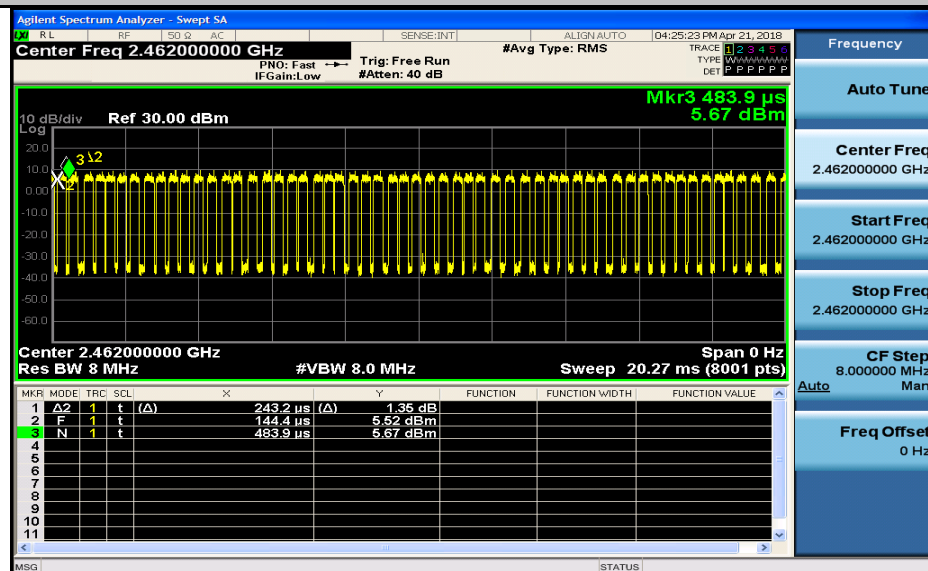 Agilent Spectrum Analyzer - Swept SA
LXI RL RF 50 Ω AC SENSE:INT ALIGN AUTO 04:25:23 PM Apr 21, 2018
Center Freq 2.462000000 GHz
#Avg Type: RMS
TRACE 1 2 3 4 5 6
PNO: Fast Trig: Free Run
TYPE WWWWWW
IFGain:Low #Atten: 40 dB
DET P P P P P P
Mkr3 483.9 µs
10 dB/div Ref 30.00 dBm 5.67 dBm
Log
20.0
3 Δ2
10.0
2
0.00
-10.0
-20.0
-30.0
-40.0
-50.0
-60.0
Center 2.462000000 GHz Span 0 Hz
Res BW 8 MHz #VBW 8.0 MHz Sweep 20.27 ms (8001 pts)
MKR MODE TRC SCL X Y FUNCTION FUNCTION WIDTH FUNCTION VALUE
1 Δ2 1 t (Δ) 243.2 µs (Δ) 1.35 dB
2 F 1 t 144.4 µs 5.52 dBm
3 N 1 t 483.9 µs 5.67 dBm
4
5
6
7
8
9
10
11
MSG STATUS
Frequency
Auto Tune
Center Freq
2.462000000 GHz
Start Freq
2.462000000 GHz
Stop Freq
2.462000000 GHz
CF Step
8.000000 MHz
Auto Man
Freq Offset
0 Hz